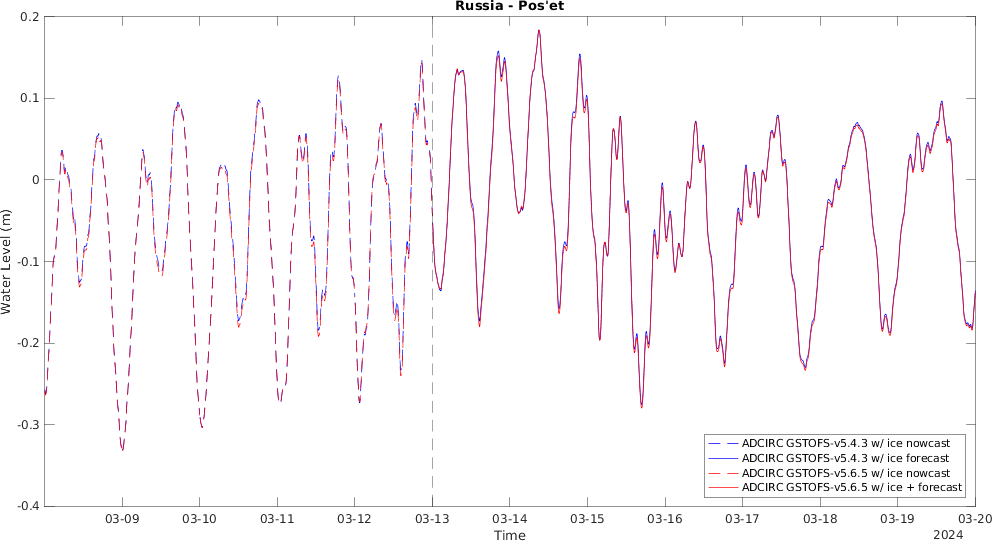 Russia - Pos'et
0.2
0.1
0
-0.1
-0.2
-0.3
-0.4
Water Level (m)
03-09 03-10 03-11 03-12 03-13 03-14 03-15 03-16 03-17 03-18 03-19 03-20
Time
2024
ADCIRC GSTOFS-v5.4.3 w/ ice nowcast
ADCIRC GSTOFS-v5.4.3 w/ ice forecast
ADCIRC GSTOFS-v5.6.5 w/ ice nowcast
ADCIRC GSTOFS-v5.6.5 w/ ice + forecast